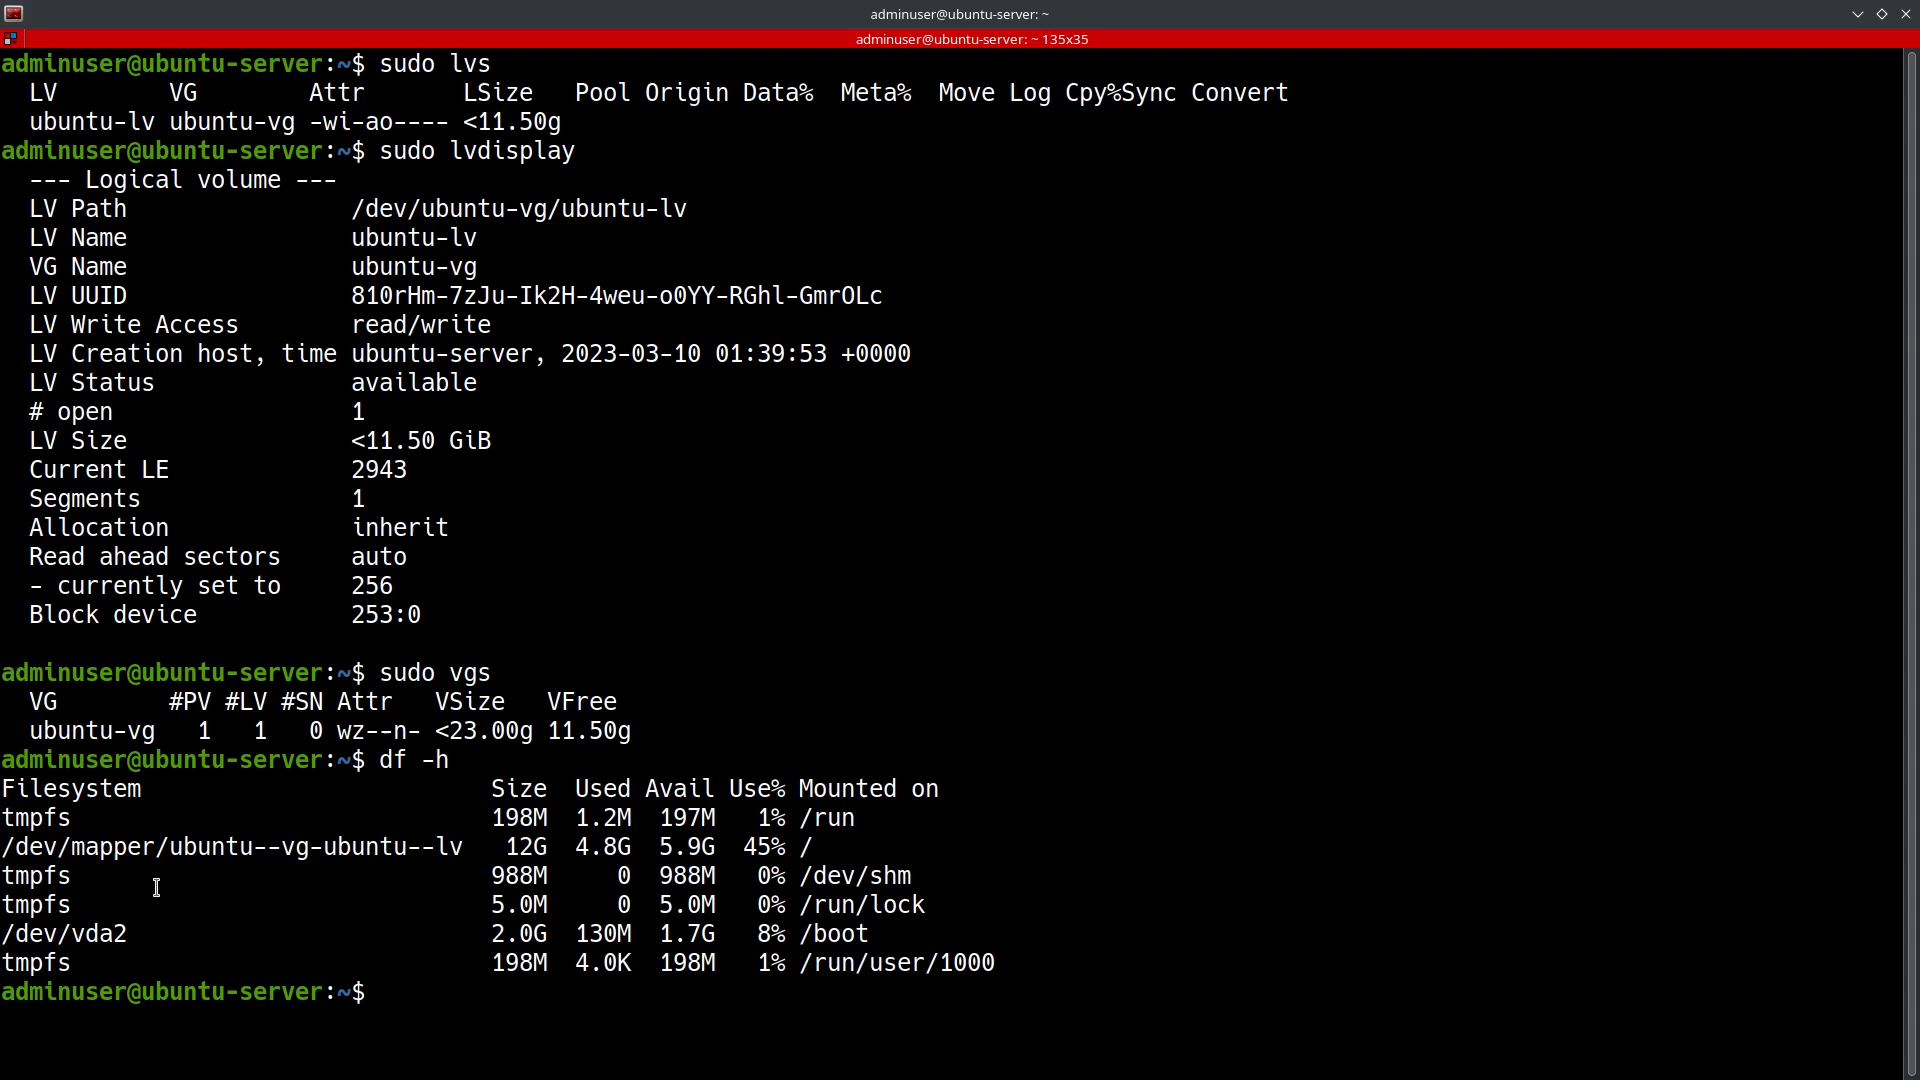 adminuser@ubuntu-server: ~
adminuser@ubuntu-server: ~ 135x35
adminuser@ubuntu-server:~$ sudo lvs
  LV        VG        Attr       LSize   Pool Origin Data%  Meta%  Move Log Cpy%Sync Convert
  ubuntu-lv ubuntu-vg -wi-ao---- <11.50g
adminuser@ubuntu-server:~$ sudo lvdisplay
  --- Logical volume ---
  LV Path                /dev/ubuntu-vg/ubuntu-lv
  LV Name                ubuntu-lv
  VG Name                ubuntu-vg
  LV UUID                810rHm-7zJu-Ik2H-4weu-o0YY-RGhl-GmrOLc
  LV Write Access        read/write
  LV Creation host, time ubuntu-server, 2023-03-10 01:39:53 +0000
  LV Status              available
  # open                 1
  LV Size                <11.50 GiB
  Current LE             2943
  Segments               1
  Allocation             inherit
  Read ahead sectors     auto
  - currently set to     256
  Block device           253:0
adminuser@ubuntu-server:~$ sudo vgs
  VG        #PV #LV #SN Attr   VSize   VFree
  ubuntu-vg   1   1   0 wz--n- <23.00g 11.50g
adminuser@ubuntu-server:~$ df -h
Filesystem                         Size  Used Avail Use% Mounted on
tmpfs                              198M  1.2M  197M   1% /run
/dev/mapper/ubuntu--vg-ubuntu--lv   12G  4.8G  5.9G  45% /
tmpfs                              988M     0  988M   0% /dev/shm
tmpfs                              5.0M     0  5.0M   0% /run/lock
/dev/vda2                          2.0G  130M  1.7G   8% /boot
tmpfs                              198M  4.0K  198M   1% /run/user/1000
adminuser@ubuntu-server:~$